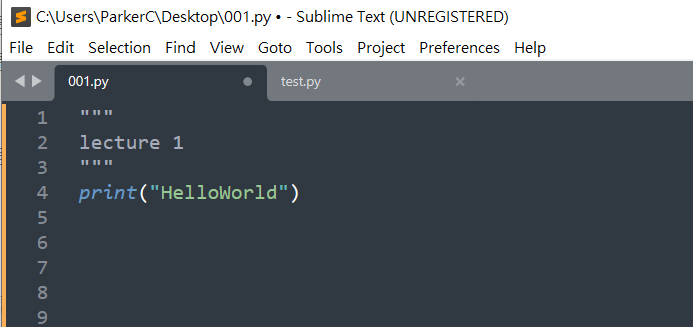 C:\Users\ParkerC\Desktop\001.py • - Sublime Text (UNREGISTERED)
File Edit Selection Find View Goto Tools Project Preferences Help
001.py test.py
1 """
2 lecture 1
3 """
4 print("HelloWorld")
5
6
7
8
9